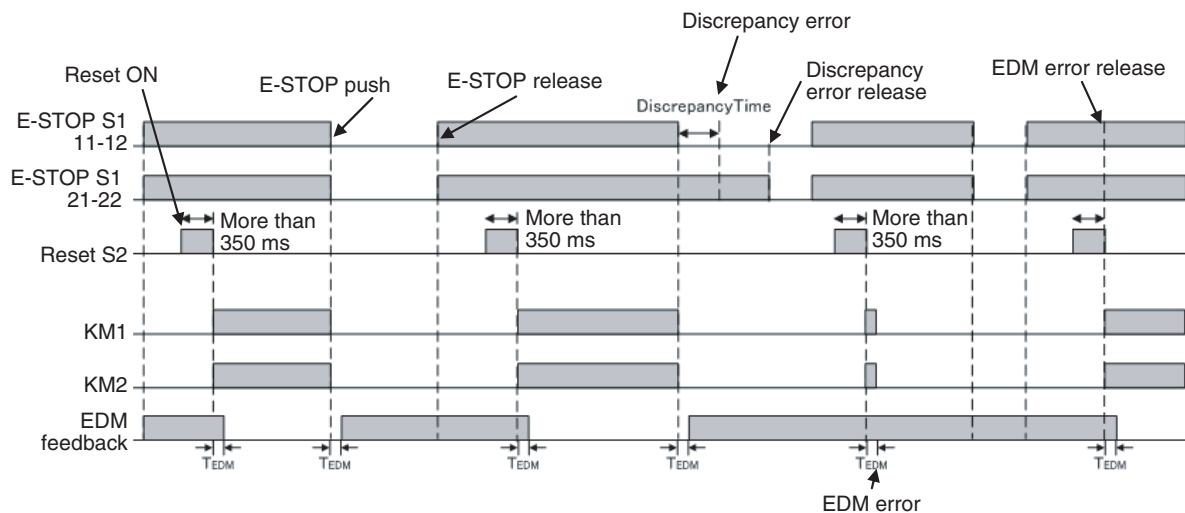 Discrepancy error
Reset ON
E-STOP push
E-STOP release
Discrepancy
error release
EDM error release
DiscrepancyTime
E-STOP S1
11-12
E-STOP S1
21-22
More than
350 ms
More than
350 ms
More than
350 ms
Reset S2
KM1
KM2
EDM
feedback
TEDM
TEDM
TEDM
TEDM
TEDM
TEDM
EDM error